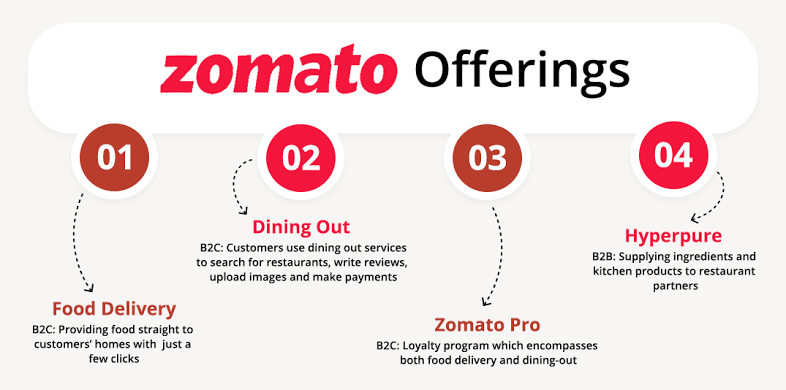 zomato Offerings
01
02
03
04
Food Delivery
B2C: Providing food straight to
customers' homes with just a
few clicks
Dining Out
B2C: Customers use dining out services
to search for restaurants, write reviews,
upload images and make payments
Zomato Pro
B2C: Loyalty program which encompasses
both food delivery and dining-out
Hyperpure
B2B: Supplying ingredients and
kitchen products to restaurant
partners